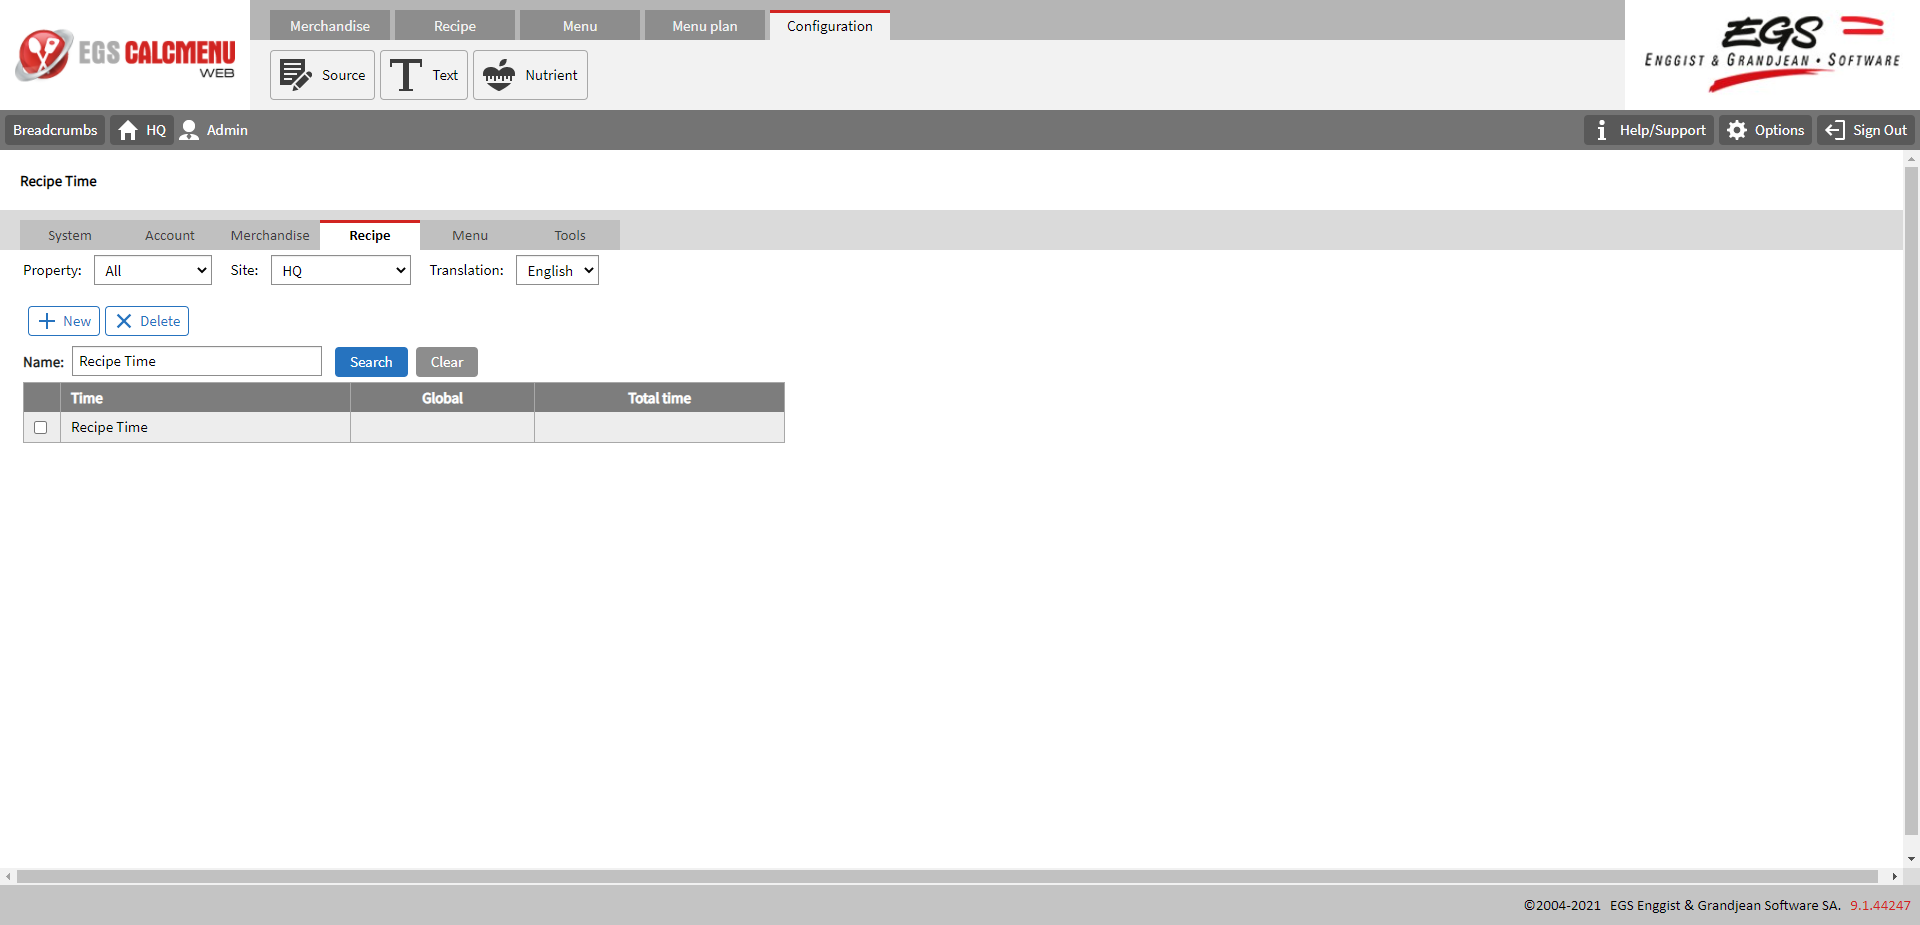 EGS CALCMENU
WEB
Merchandise
Recipe
Menu
Menu plan
Configuration
Source
Text
Nutrient
EGS
ENGGIST & GRANDJEAN • SOFTWARE
Breadcrumbs
HQ
Admin
Help/Support
Options
Sign Out
Recipe Time
System
Account
Merchandise
Recipe
Menu
Tools
Property:
All
Site:
HQ
Translation:
English
New
Delete
Name:
Recipe Time
Search
Clear
Time
Global
Total time
Recipe Time
©2004-2021 EGS Enggist & Grandjean Software SA. 9.1.44247